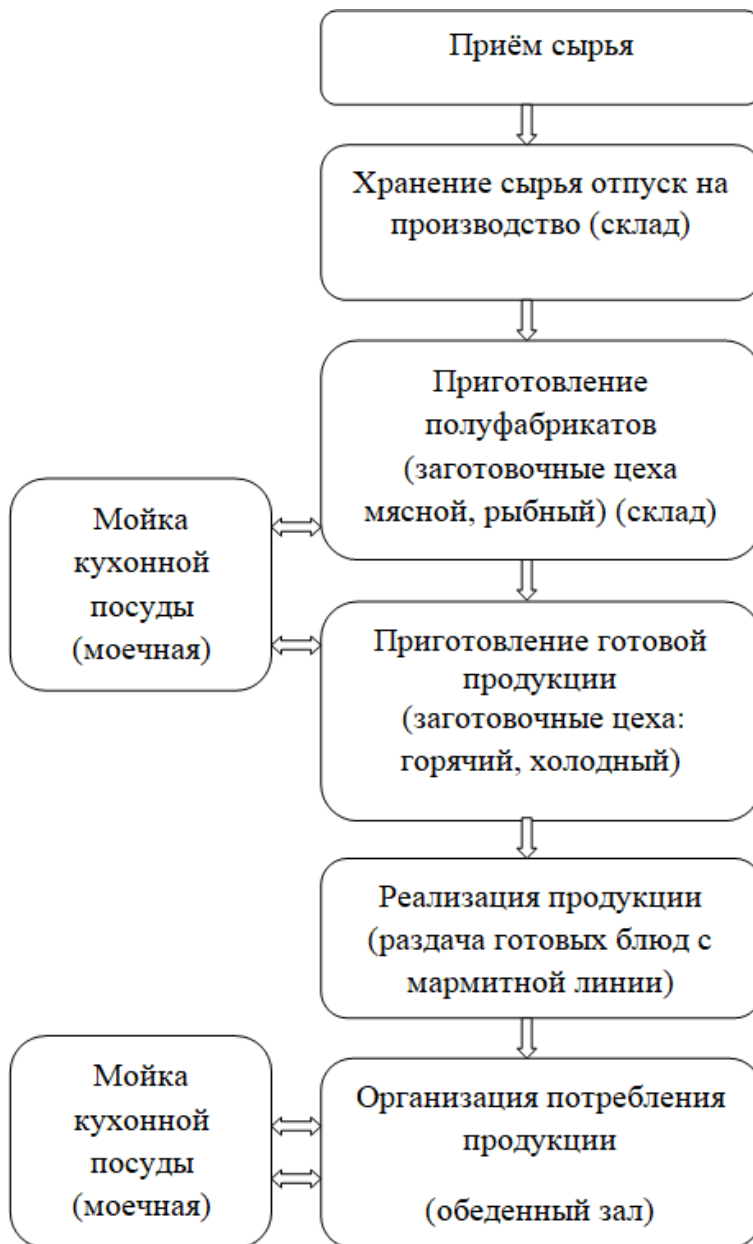 Приём сырья
Хранение сырья отпуск на
производство (склад)
Приготовление
полуфабрикатов
(заготовочные цеха
мясной, рыбный) (склад)
Мойка
кухонной
посуды
(моечная)
Приготовление готовой
продукции
(заготовочные цеха:
горячий, холодный)
Реализация продукции
(раздача готовых блюд с
мармитной линии)
Мойка
кухонной
посуды
(моечная)
Организация потребления
продукции
(обеденный зал)